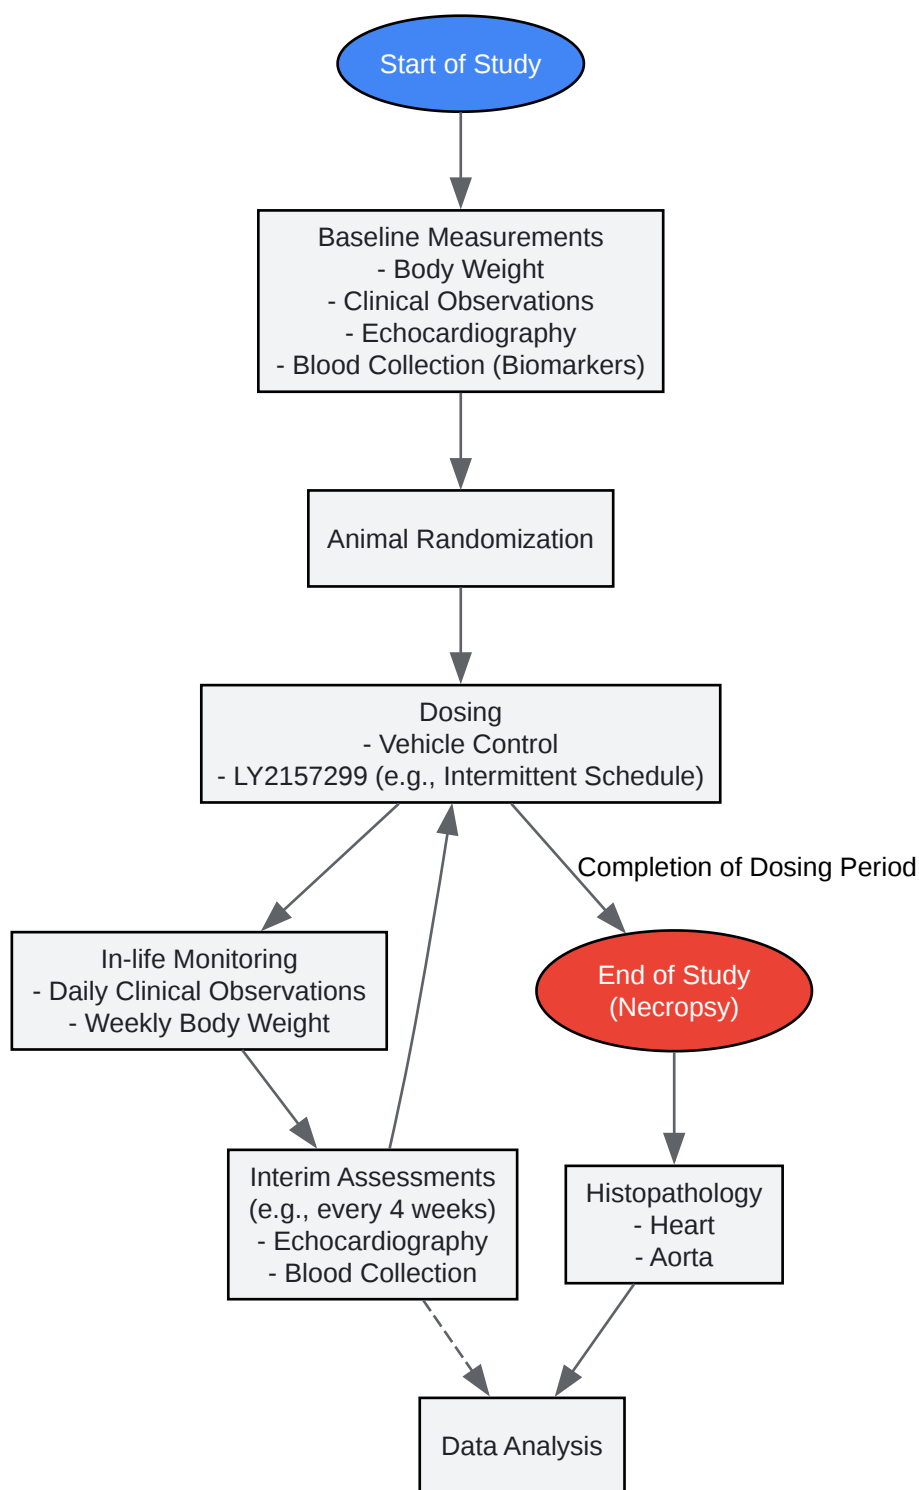 Start of Study
Baseline Measurements
- Body Weight
- Clinical Observations
- Echocardiography
- Blood Collection (Biomarkers)
Animal Randomization
Dosing
- Vehicle Control
- LY2157299 (e.g., Intermittent Schedule)
Completion of Dosing Period
In-life Monitoring
- Daily Clinical Observations
- Weekly Body Weight
End of Study
(Necropsy)
Interim Assessments
(e.g., every 4 weeks)
- Echocardiography
- Blood Collection
Histopathology
- Heart
- Aorta
Data Analysis